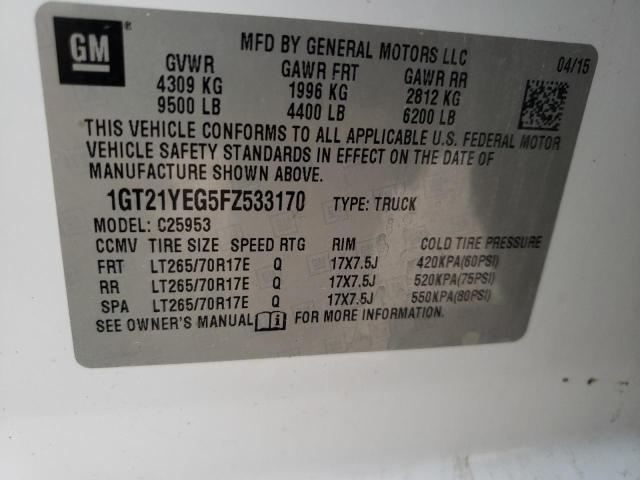 GM ®
MFD BY GENERAL MOTORS LLC 04/15
GVWR GAWR FRT GAWR RR
4309 KG 1996 KG 2812 KG
9500 LB 4400 LB 6200 LB
THIS VEHICLE CONFORMS TO ALL APPLICABLE U.S. FEDERAL MOTOR
VEHICLE SAFETY STANDARDS IN EFFECT ON THE DATE OF
MANUFACTURE SHOWN ABOVE.
1GT21YEG5FZ533170 TYPE: TRUCK
MODEL: C25953
CCMV TIRE SIZE SPEED RTG RIM COLD TIRE PRESSURE
FRT LT265/70R17E Q 17X7.5J 420KPA(60PSI)
RR LT265/70R17E Q 17X7.5J 520KPA(75PSI)
SPA LT265/70R17E Q 17X7.5J 550KPA(80PSI)
SEE OWNER'S MANUAL FOR MORE INFORMATION.